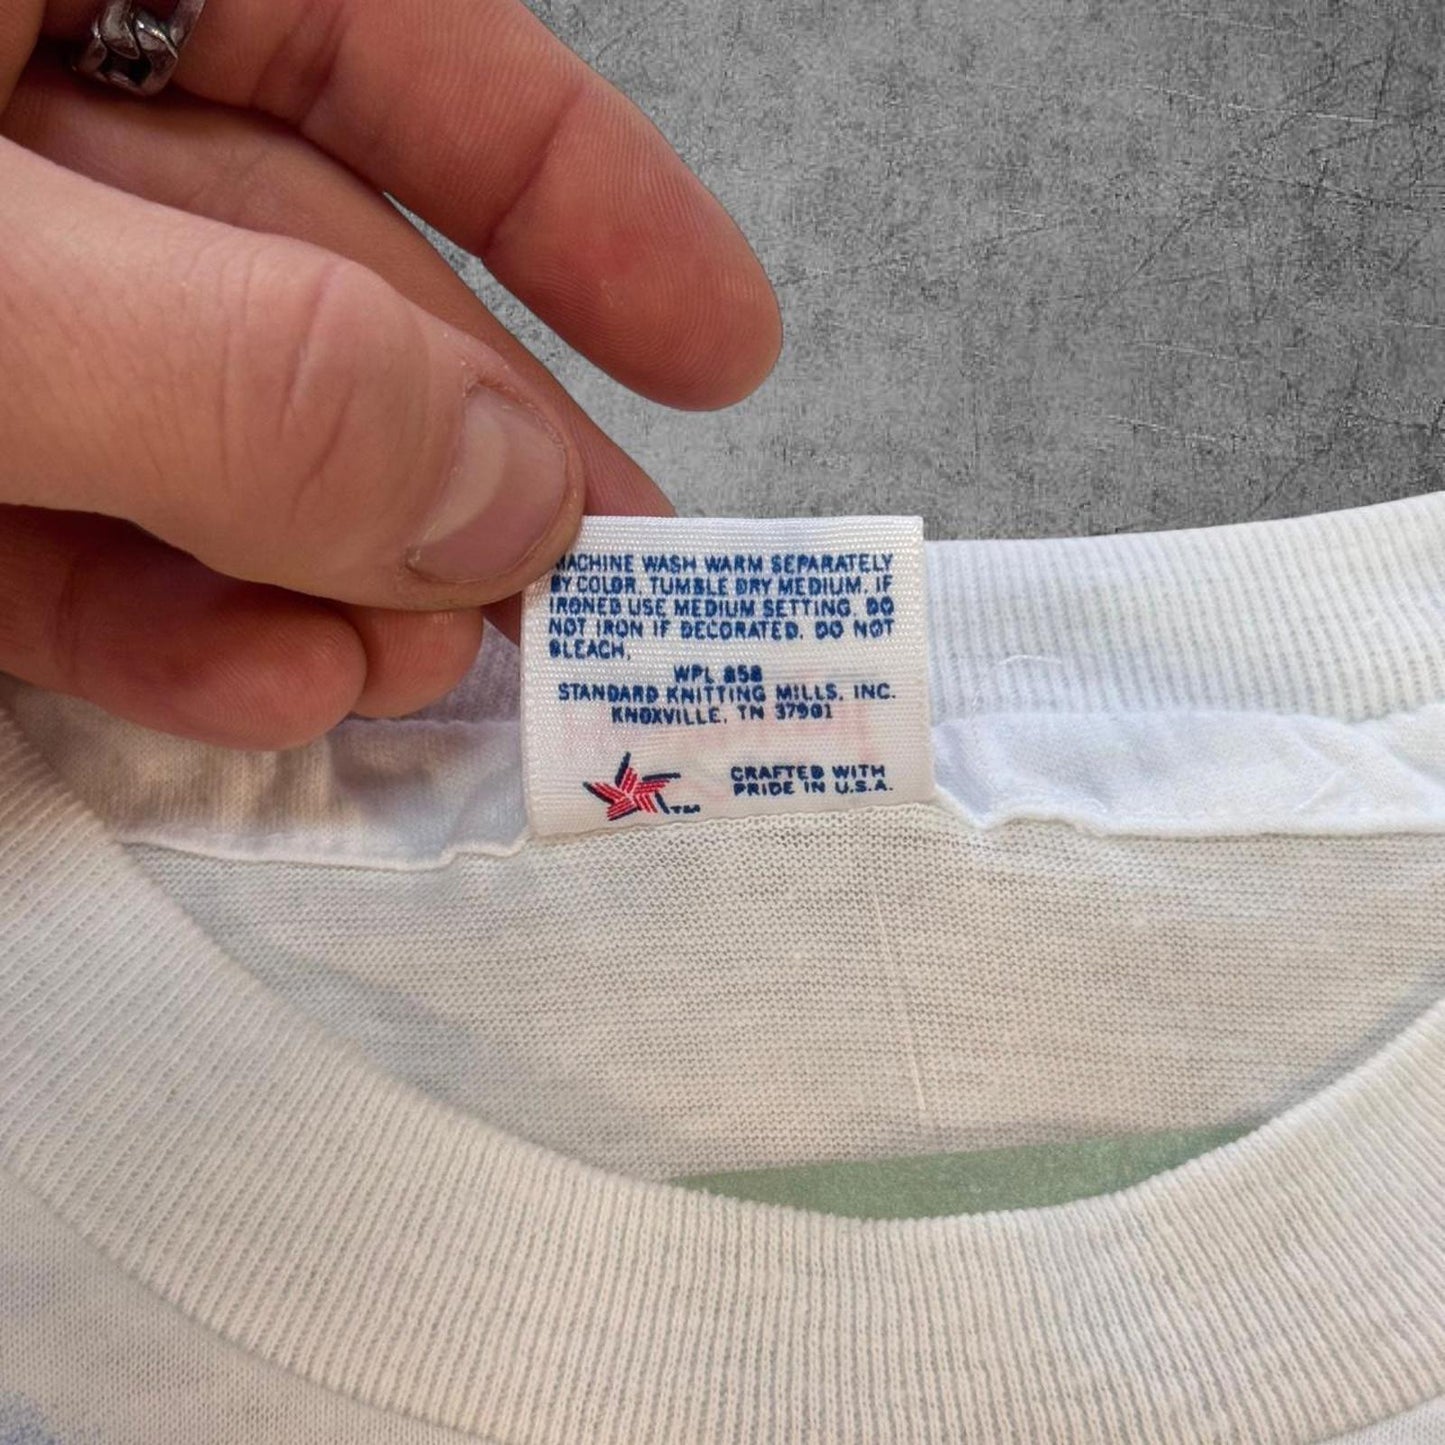 MACHINE WASH WARM SEPARATELY
BY COLOR. TUMBLE DRY MEDIUM. IF
IRONED USE MEDIUM SETTING. DO
NOT IRON IF DECORATED. DO NOT
BLEACH.
WPL 858
STANDARD KNITTING MILLS, INC.
KNOXVILLE, TN 37901
CRAFTED WITH
PRIDE IN U.S.A.
TM